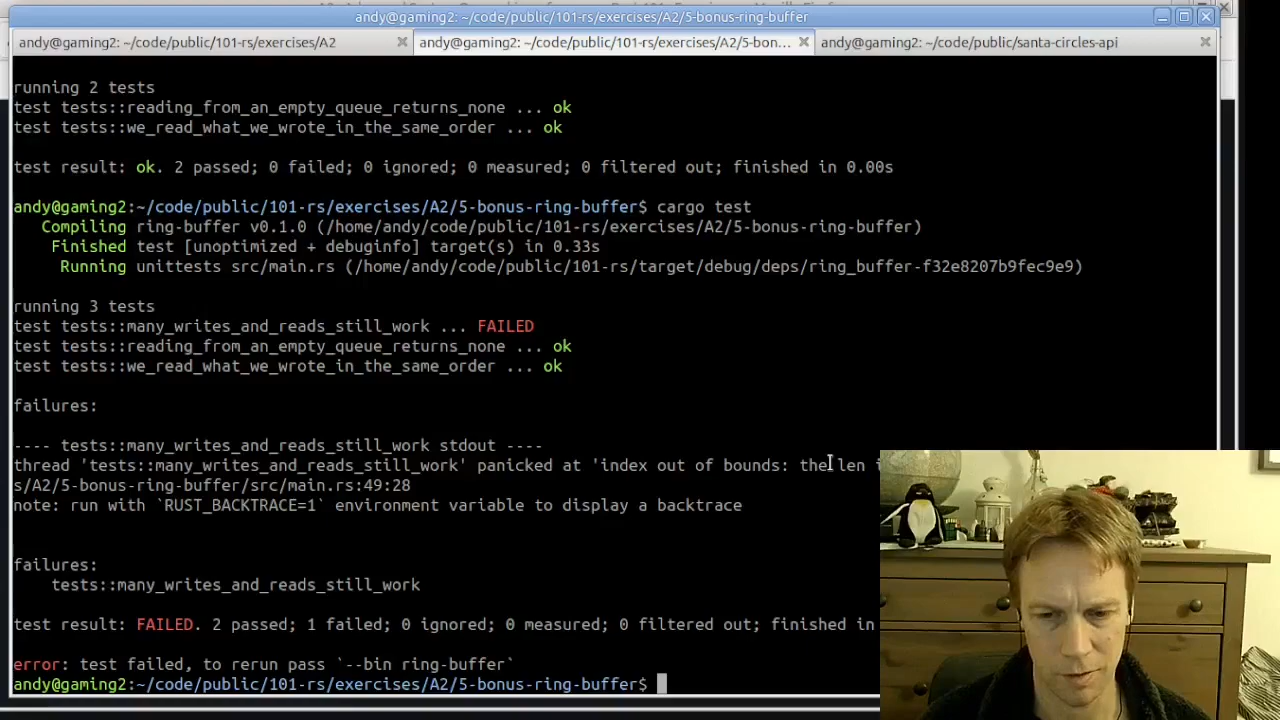 andy@gaming2: ~/code/public/101-rs/exercises/A2/5-bonus-ring-buffer
andy@gaming2: ~/code/public/101-rs/exercises/A2
andy@gaming2: ~/code/public/101-rs/exercises/A2/5-bon...
andy@gaming2: ~/code/public/santa-circles-api
running 2 tests
test tests::reading_from_an_empty_queue_returns_none ... ok
test tests::we_read_what_we_wrote_in_the_same_order ... ok
test result: ok. 2 passed; 0 failed; 0 ignored; 0 measured; 0 filtered out; finished in 0.00s
andy@gaming2:~/code/public/101-rs/exercises/A2/5-bonus-ring-buffer$ cargo test
Compiling ring-buffer v0.1.0 (/home/andy/code/public/101-rs/exercises/A2/5-bonus-ring-buffer)
Finished test [unoptimized + debuginfo] target(s) in 0.33s
Running unittests src/main.rs (/home/andy/code/public/101-rs/target/debug/deps/ring_buffer-f32e8207b9fec9e9)
running 3 tests
test tests::many_writes_and_reads_still_work ... FAILED
test tests::reading_from_an_empty_queue_returns_none ... ok
test tests::we_read_what_we_wrote_in_the_same_order ... ok
failures:
---- tests::many_writes_and_reads_still_work stdout ----
thread 'tests::many_writes_and_reads_still_work' panicked at 'index out of bounds: the len
s/A2/5-bonus-ring-buffer/src/main.rs:49:28
note: run with `RUST_BACKTRACE=1` environment variable to display a backtrace
failures:
tests::many_writes_and_reads_still_work
test result: FAILED. 2 passed; 1 failed; 0 ignored; 0 measured; 0 filtered out; finished in
error: test failed, to rerun pass `--bin ring-buffer`
andy@gaming2:~/code/public/101-rs/exercises/A2/5-bonus-ring-buffer$